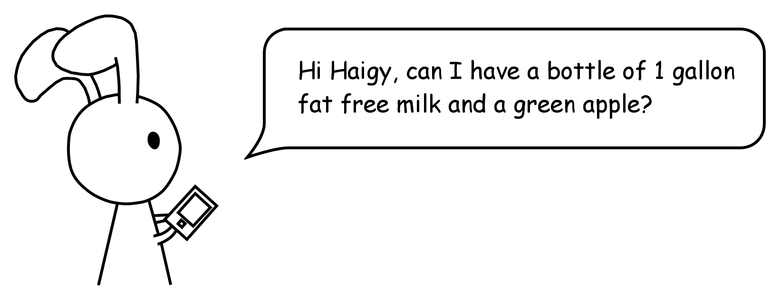 Hi Haigy, can I have a bottle of 1 gallon
fat free milk and a green apple?